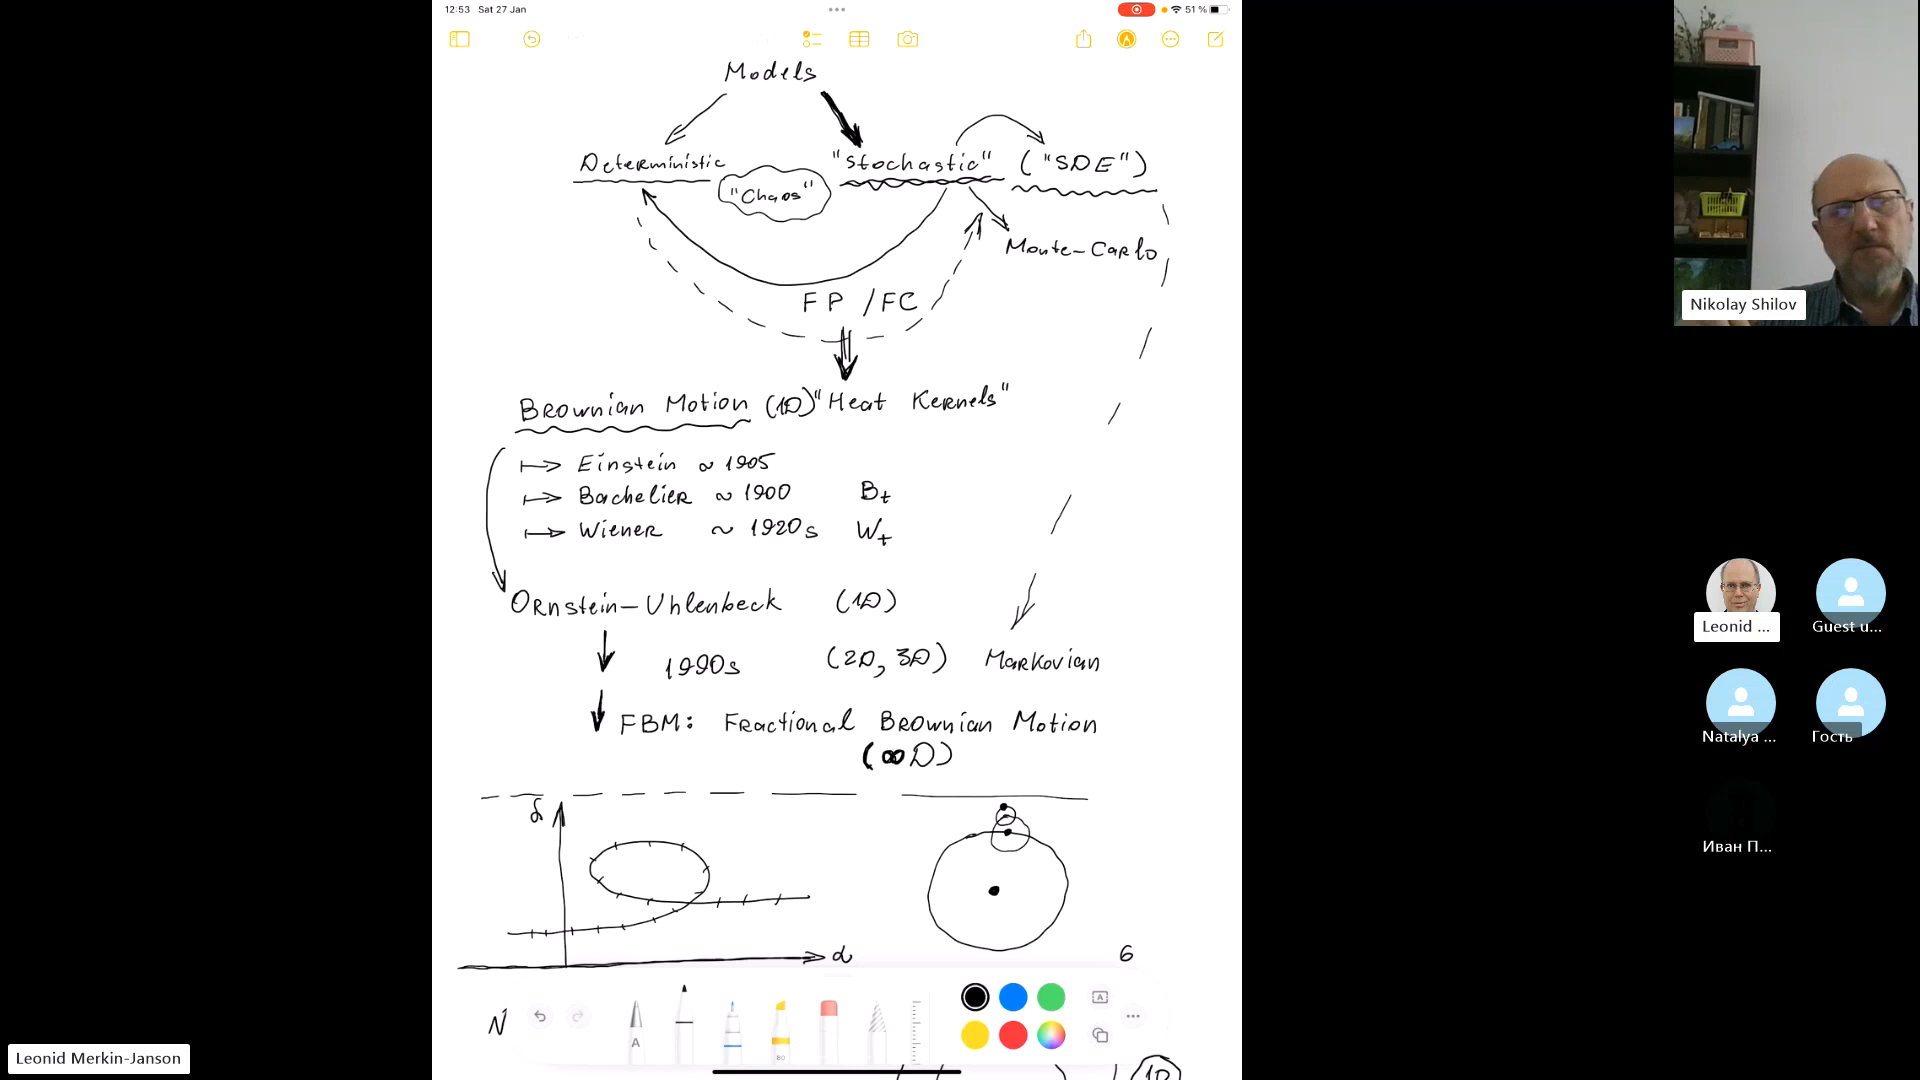 12:53 Sat 27 Jan
51 %
Models
Deterministic
"Stochastic" ("SDE")
"Chaos"
Monte-Carlo
FP / FC
Brownian Motion (1D) "Heat Kernels"
Einstein ~ 1905
Bachelier ~ 1900 Bt
Wiener ~ 1920s Wt
Ornstein-Uhlenbeck (1D)
1990s (2D, 3D) Markovian
FBM: Fractional Brownian Motion
(∞D)
δ
α
6
N
A
80
A
10
Nikolay Shilov
Leonid ...
Guest u...
Natalya ...
Гость
Иван П...
Leonid Merkin-Janson